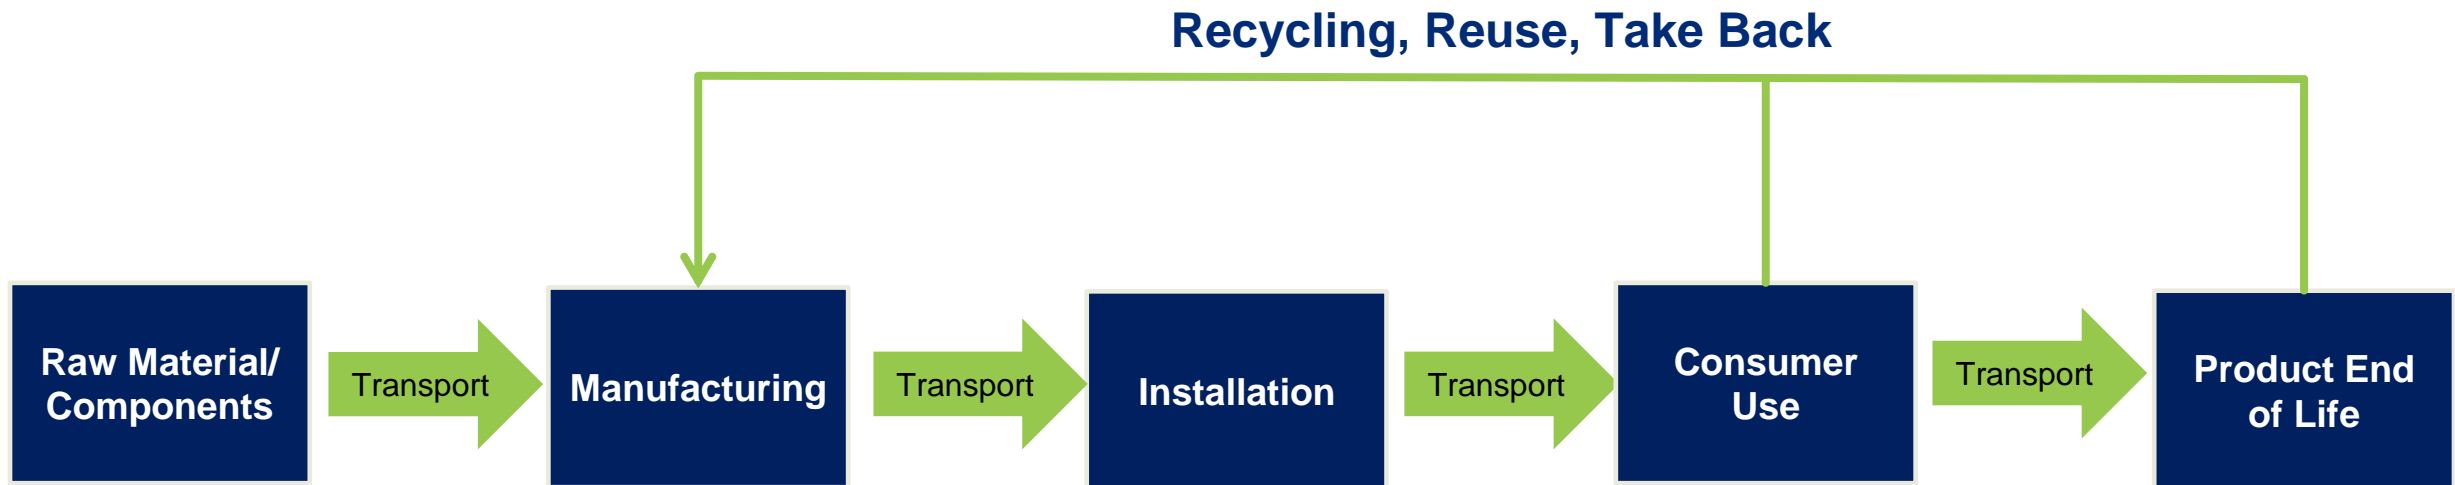 Recycling, Reuse, Take Back
Raw Material/
Components
Transport
Manufacturing
Transport
Installation
Transport
Consumer
Use
Transport
Product End
of Life